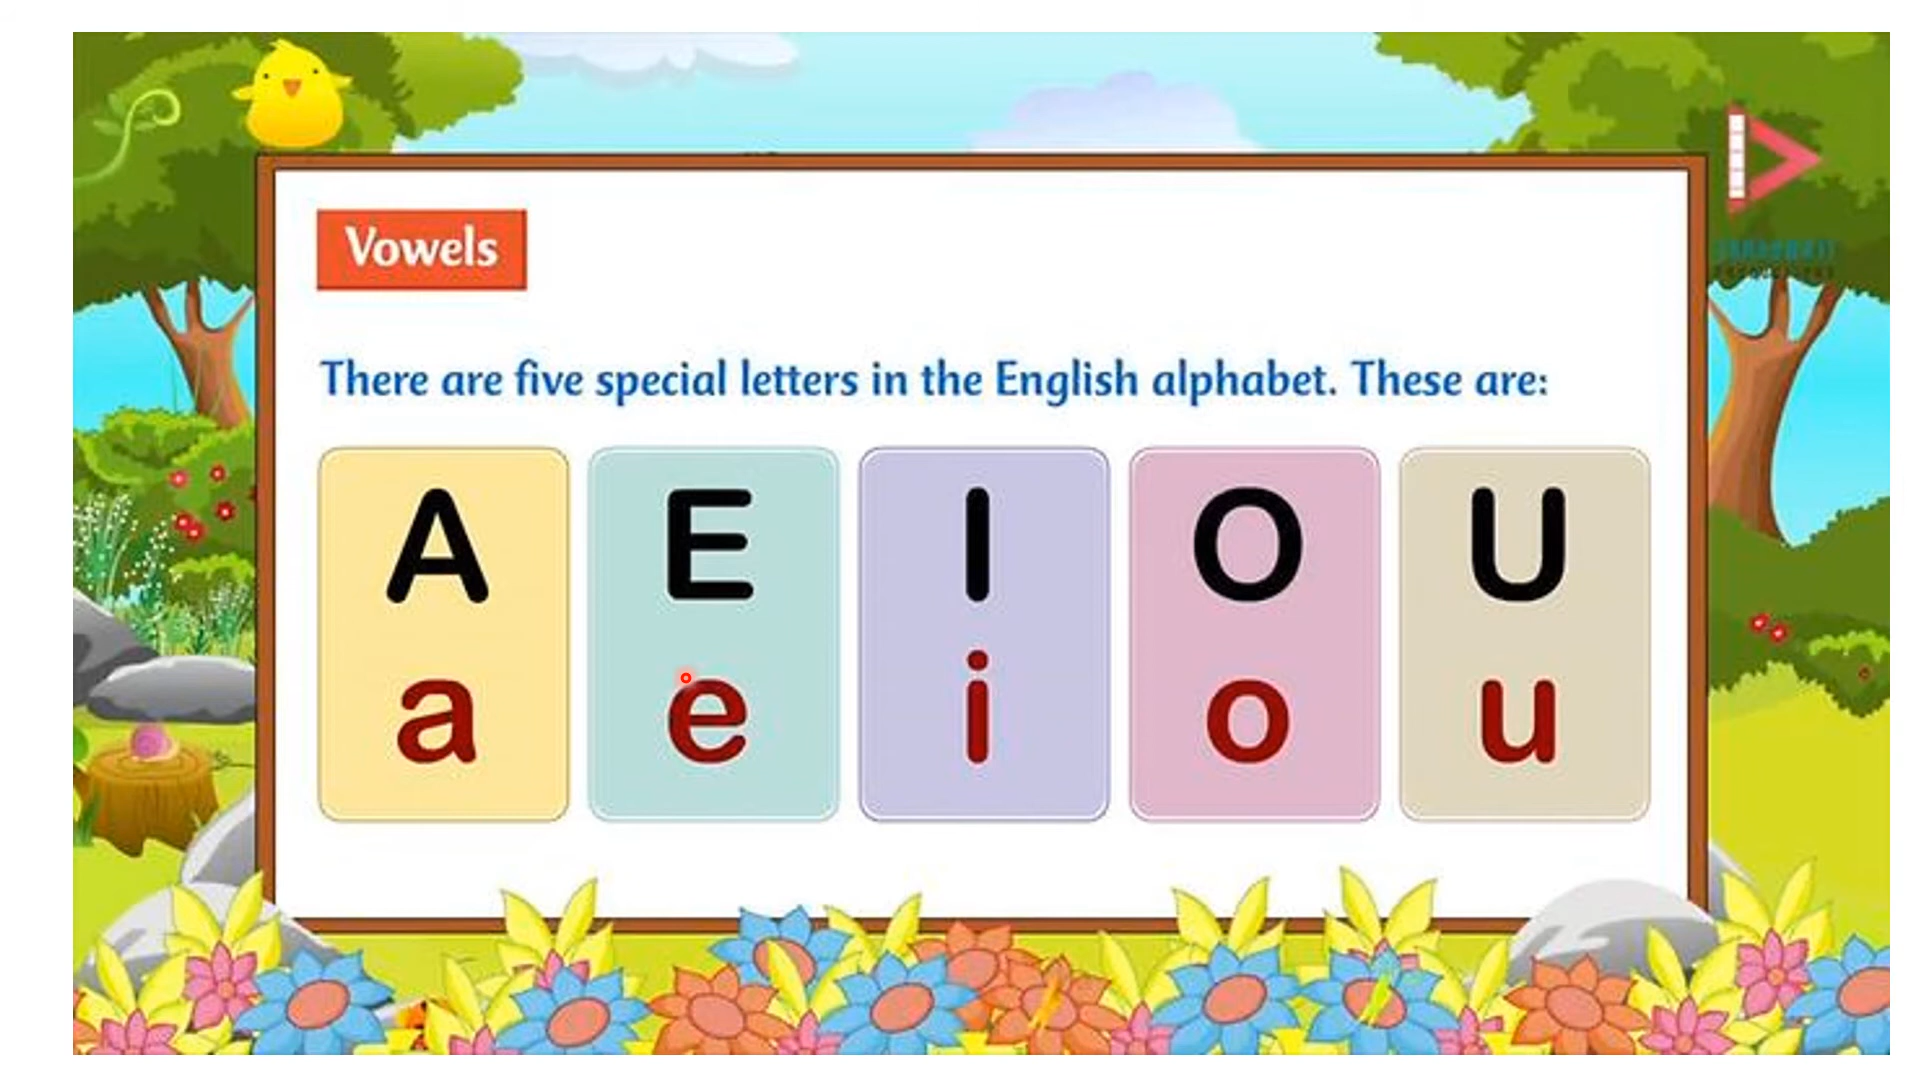 Vowels
There are five special letters in the English alphabet. These are:
A E I O U
a e i o u